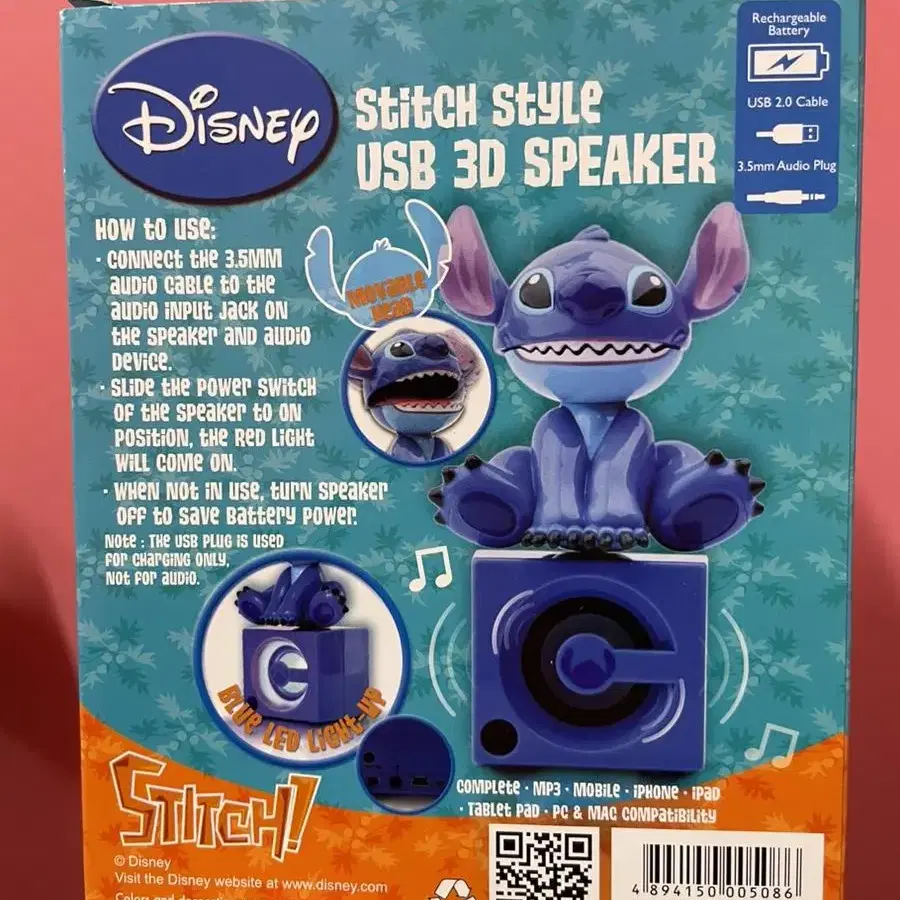 Disney
Stitch Style
USB 3D SPEAKER
Rechargeable
Battery
USB 2.0 Cable
3.5mm Audio Plug
HOW to USE:
· CONNECT the 3.5MM
AUDIO CABLE to the
AUDIO INPUT JACK ON
the SPEAKER AND AUDIO
DEVICE.
· SLIDE the POWER SWITCH
OF the SPEAKER to ON
POSITION, the RED LIGHT
WILL COME ON.
· WHEN NOT IN USE, TURN SPEAKER
OFF to SAVE BATTERY POWER.
NOTE : THE USB PLUG IS USED
FOR CHARGING ONLY,
NOT FOR AUDIO.
MOVABLE
HEAD
BLUE LED LIGHT-UP
COMPLETE · MP3 · MOBILE · iPHONE · iPAD
· TABLET PAD · PC & MAC COMPATIBILITY
STITCH!
© Disney
Visit the Disney website at www.disney.com
4 894150 005086